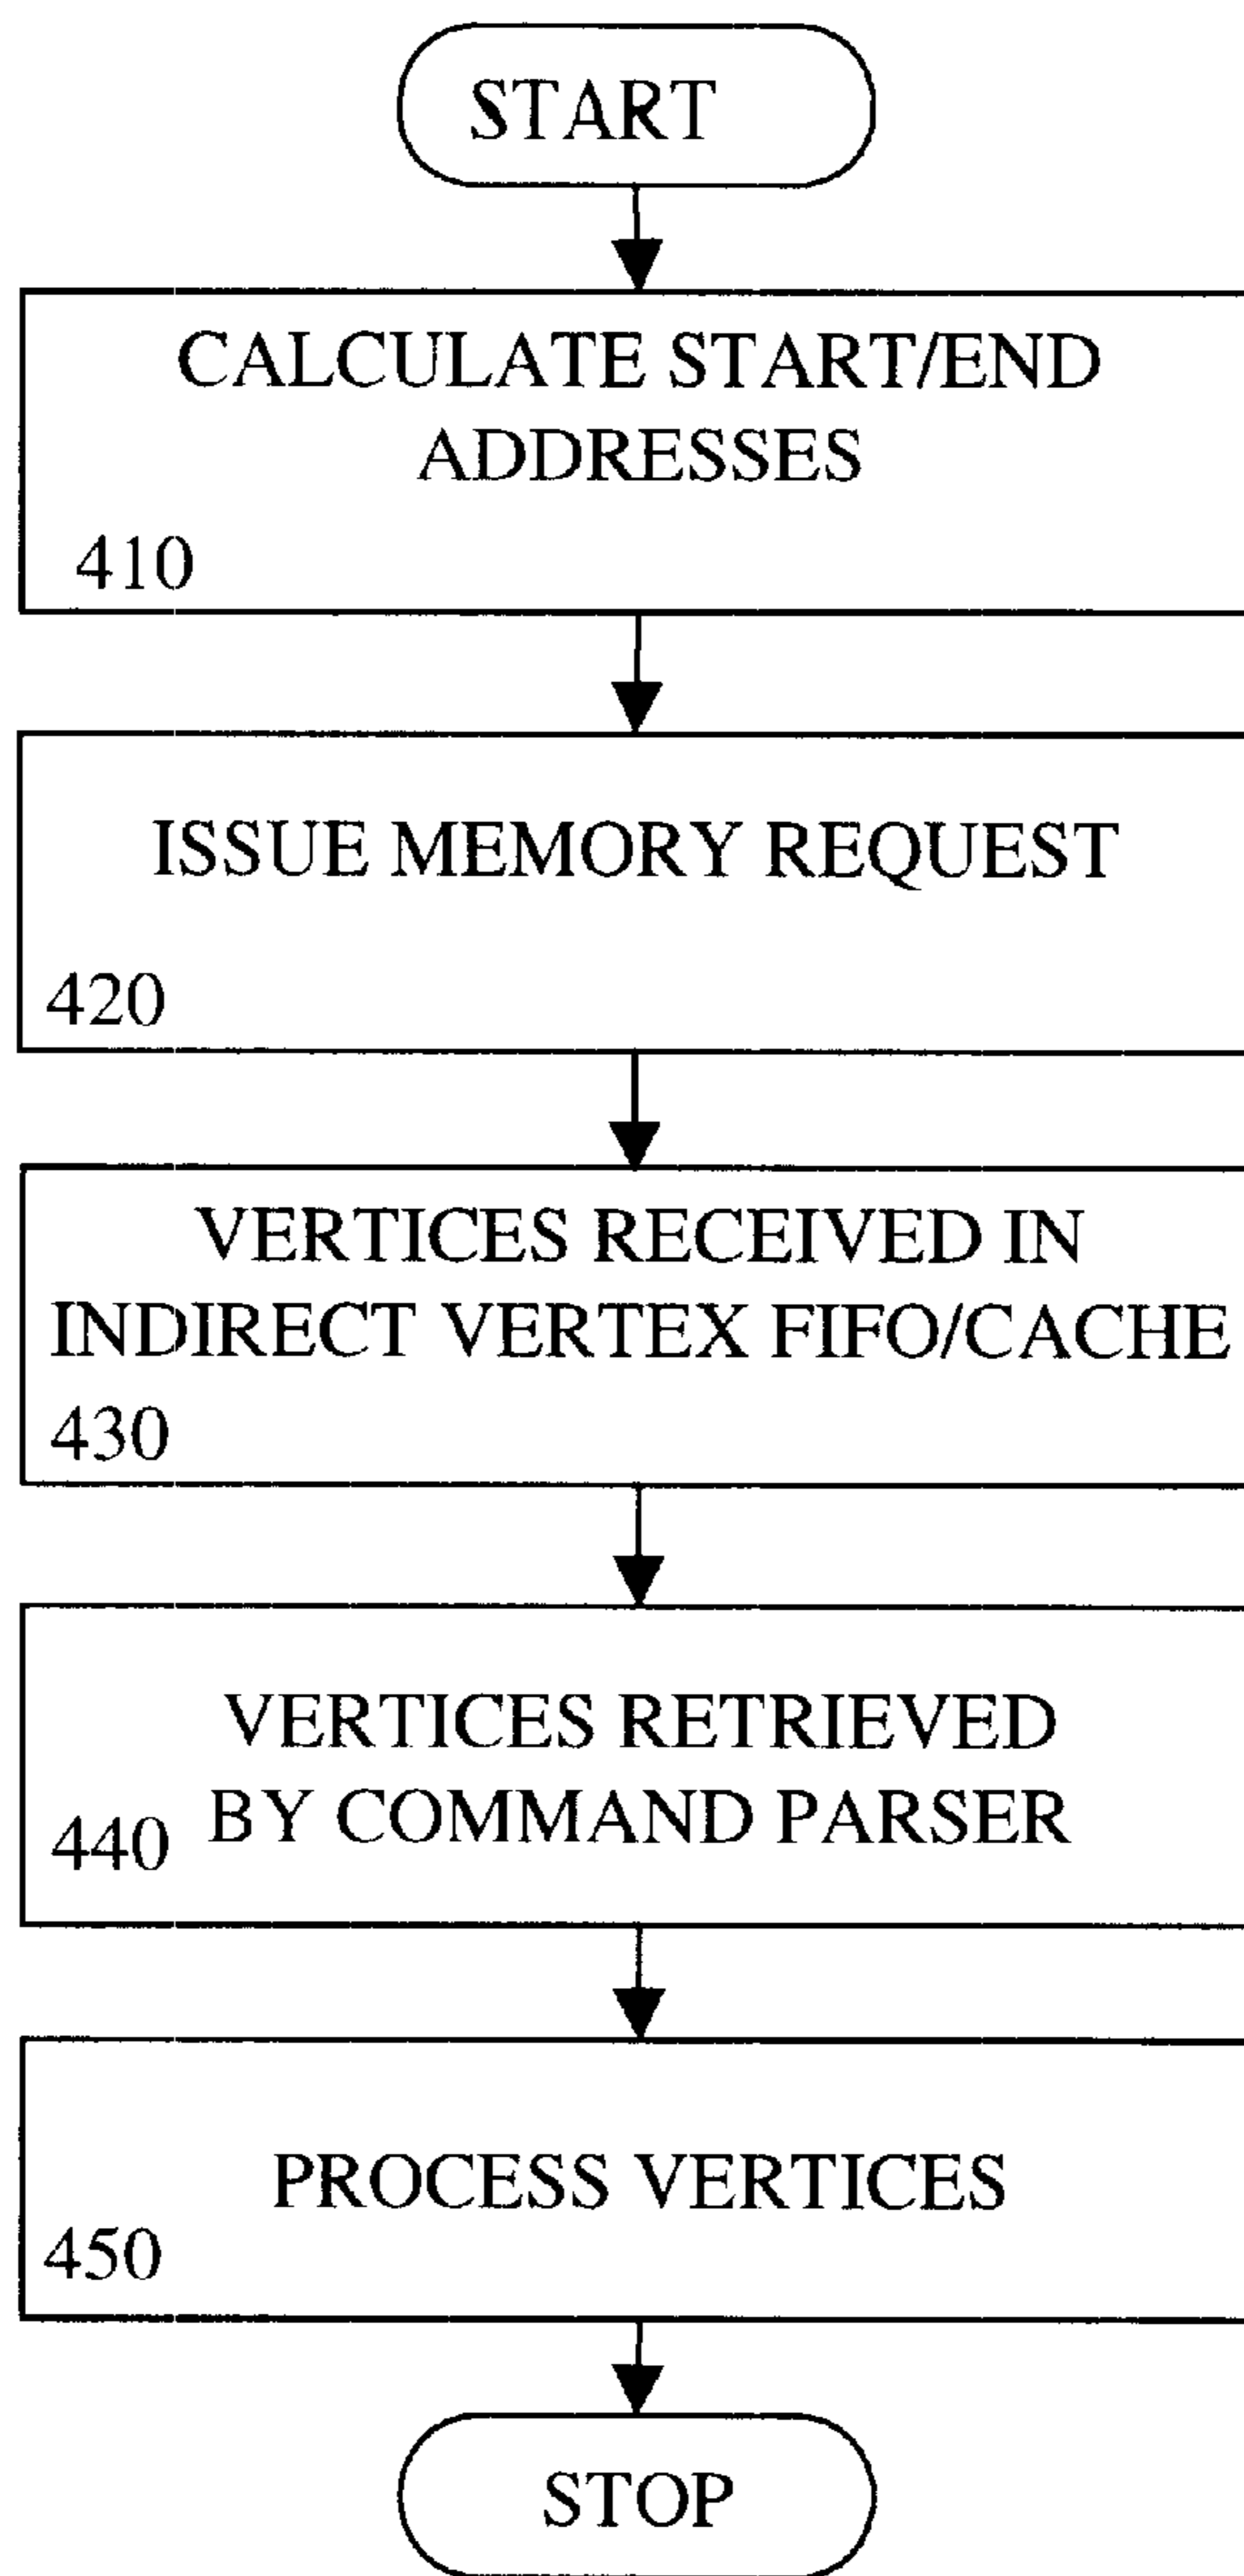 START
CALCULATE START/END
ADDRESSES
410
ISSUE MEMORY REQUEST
420
VERTICES RECEIVED IN
INDIRECT VERTEX FIFO/CACHE
430
VERTICES RETRIEVED
BY COMMAND PARSER
440
PROCESS VERTICES
450
STOP